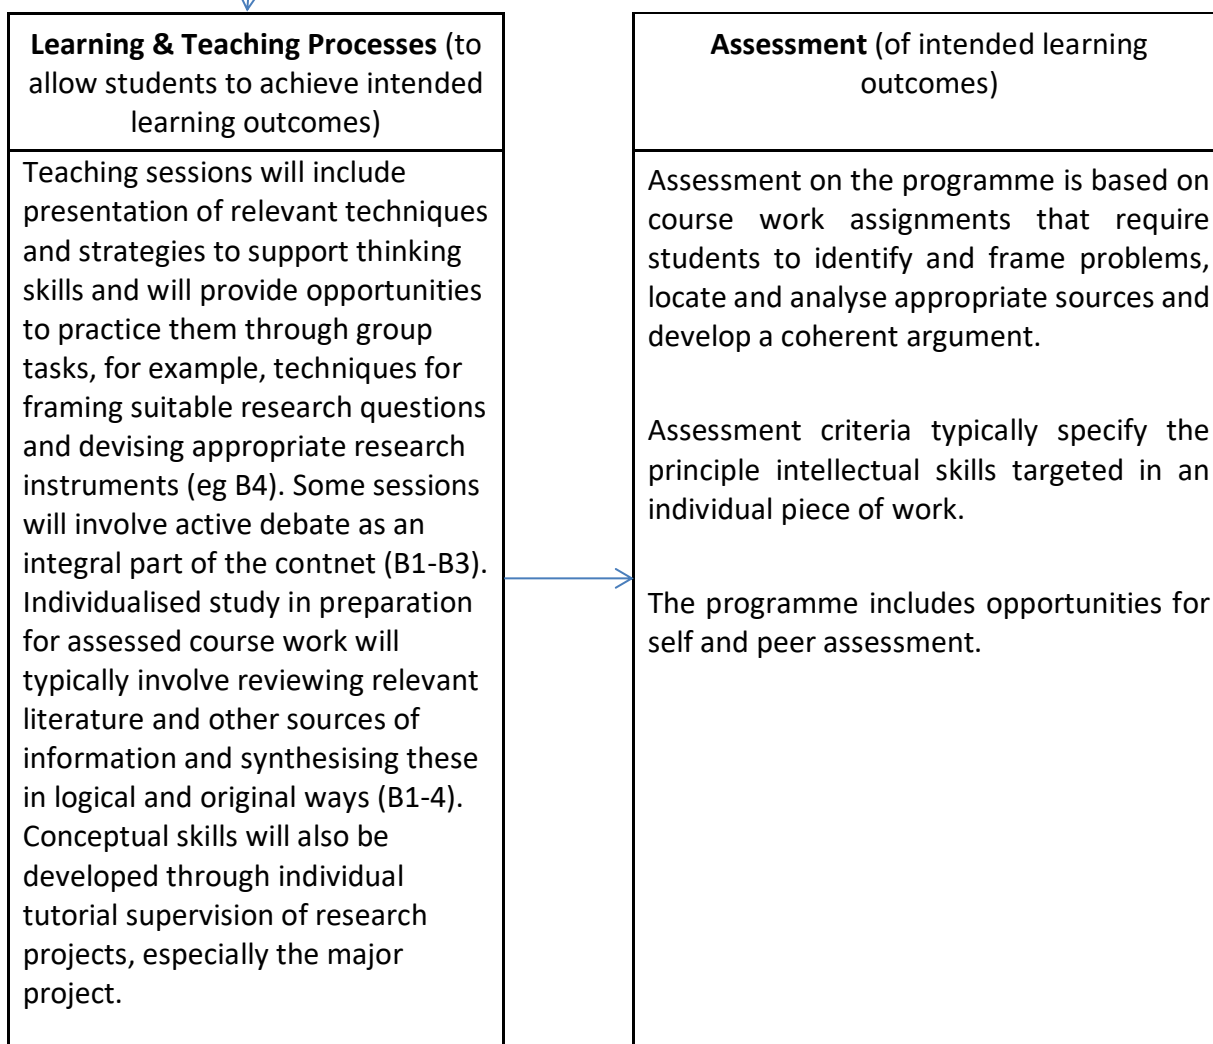 Learning & Teaching Processes (to
allow students to achieve intended
learning outcomes)
Teaching sessions will include
presentation of relevant techniques
and strategies to support thinking
skills and will provide opportunities
to practice them through group
tasks, for example, techniques for
framing suitable research questions
and devising appropriate research
instruments (eg B4). Some sessions
will involve active debate as an
integral part of the contnet (B1-B3).
Individualised study in preparation
for assessed course work will
typically involve reviewing relevant
literature and other sources of
information and synthesising these
in logical and original ways (B1-4).
Conceptual skills will also be
developed through individual
tutorial supervision of research
projects, especially the major
project.
Assessment (of intended learning
outcomes)
Assessment on the programme is based on
course work assignments that require
students to identify and frame problems,
locate and analyse appropriate sources and
develop a coherent argument.
Assessment criteria typically specify the
principle intellectual skills targeted in an
individual piece of work.
The programme includes opportunities for
self and peer assessment.